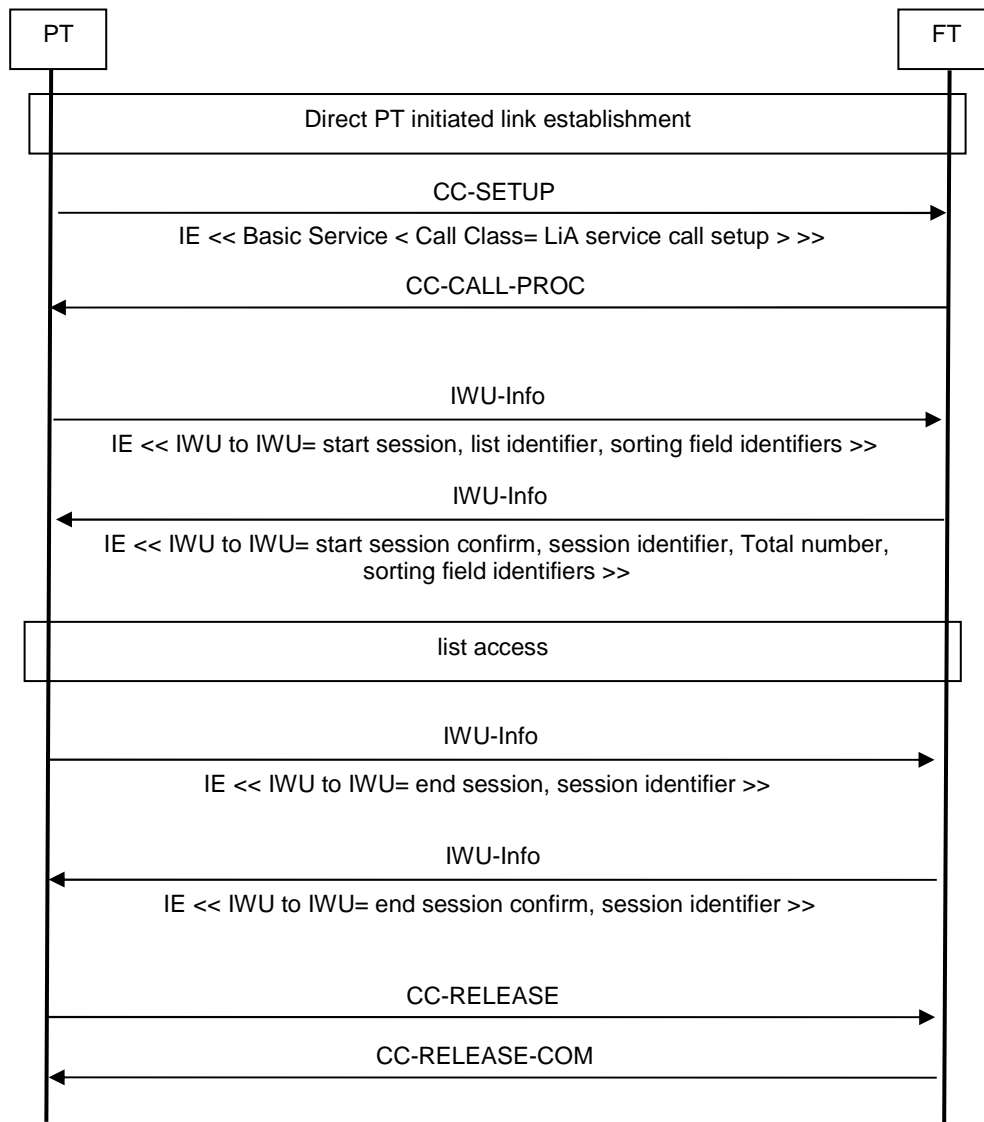 PT
FT
Direct PT initiated link establishment
CC-SETUP
IE << Basic Service < Call Class= LiA service call setup > >>
CC-CALL-PROC
IWU-Info
IE << IWU to IWU= start session, list identifier, sorting field identifiers >>
IWU-Info
IE << IWU to IWU= start session confirm, session identifier, Total number,
sorting field identifiers >>
list access
IWU-Info
IE << IWU to IWU= end session, session identifier >>
IWU-Info
IE << IWU to IWU= end session confirm, session identifier >>
CC-RELEASE
CC-RELEASE-COM